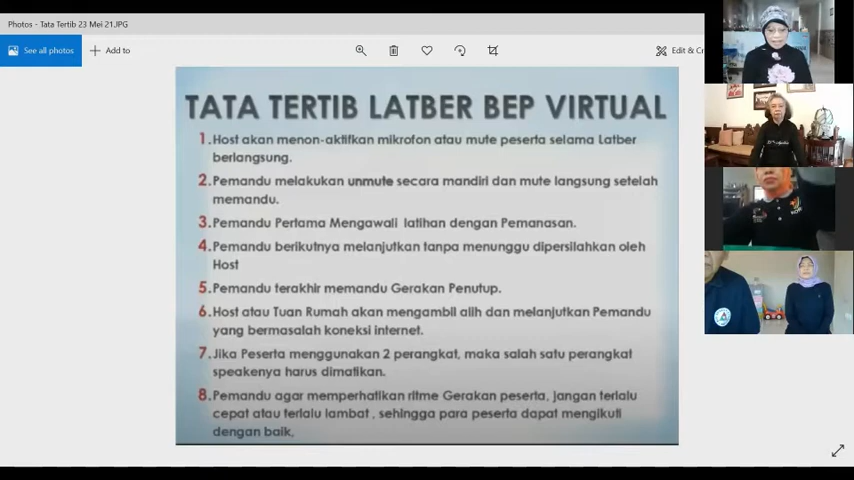 Photos - Tata Tertib 23 Mei 21.JPG
See all photos
Add to
Edit & Cr
TATA TERTIB LATBER BEP VIRTUAL
1. Host akan menon-aktifkan mikrofon atau mute peserta selama Latber
berlangsung.
2. Pemandu melakukan unmute secara mandiri dan mute langsung setelah
memandu.
3. Pemandu Pertama Mengawali latihan dengan Pemanasan.
4. Pemandu berikutnya melanjutkan tanpa menunggu dipersilahkan oleh
Host
5. Pemandu terakhir memandu Gerakan Penutup.
6. Host atau Tuan Rumah akan mengambil alih dan melanjutkan Pemandu
yang bermasalah koneksi internet.
7. Jika Peserta menggunakan 2 perangkat, maka salah satu perangkat
speakenya harus dimatikan.
8. Pemandu agar memperhatikan ritme Gerakan peserta, jangan terlalu
cepat atau terlalu lambat , sehingga para peserta dapat mengikuti
dengan baik,